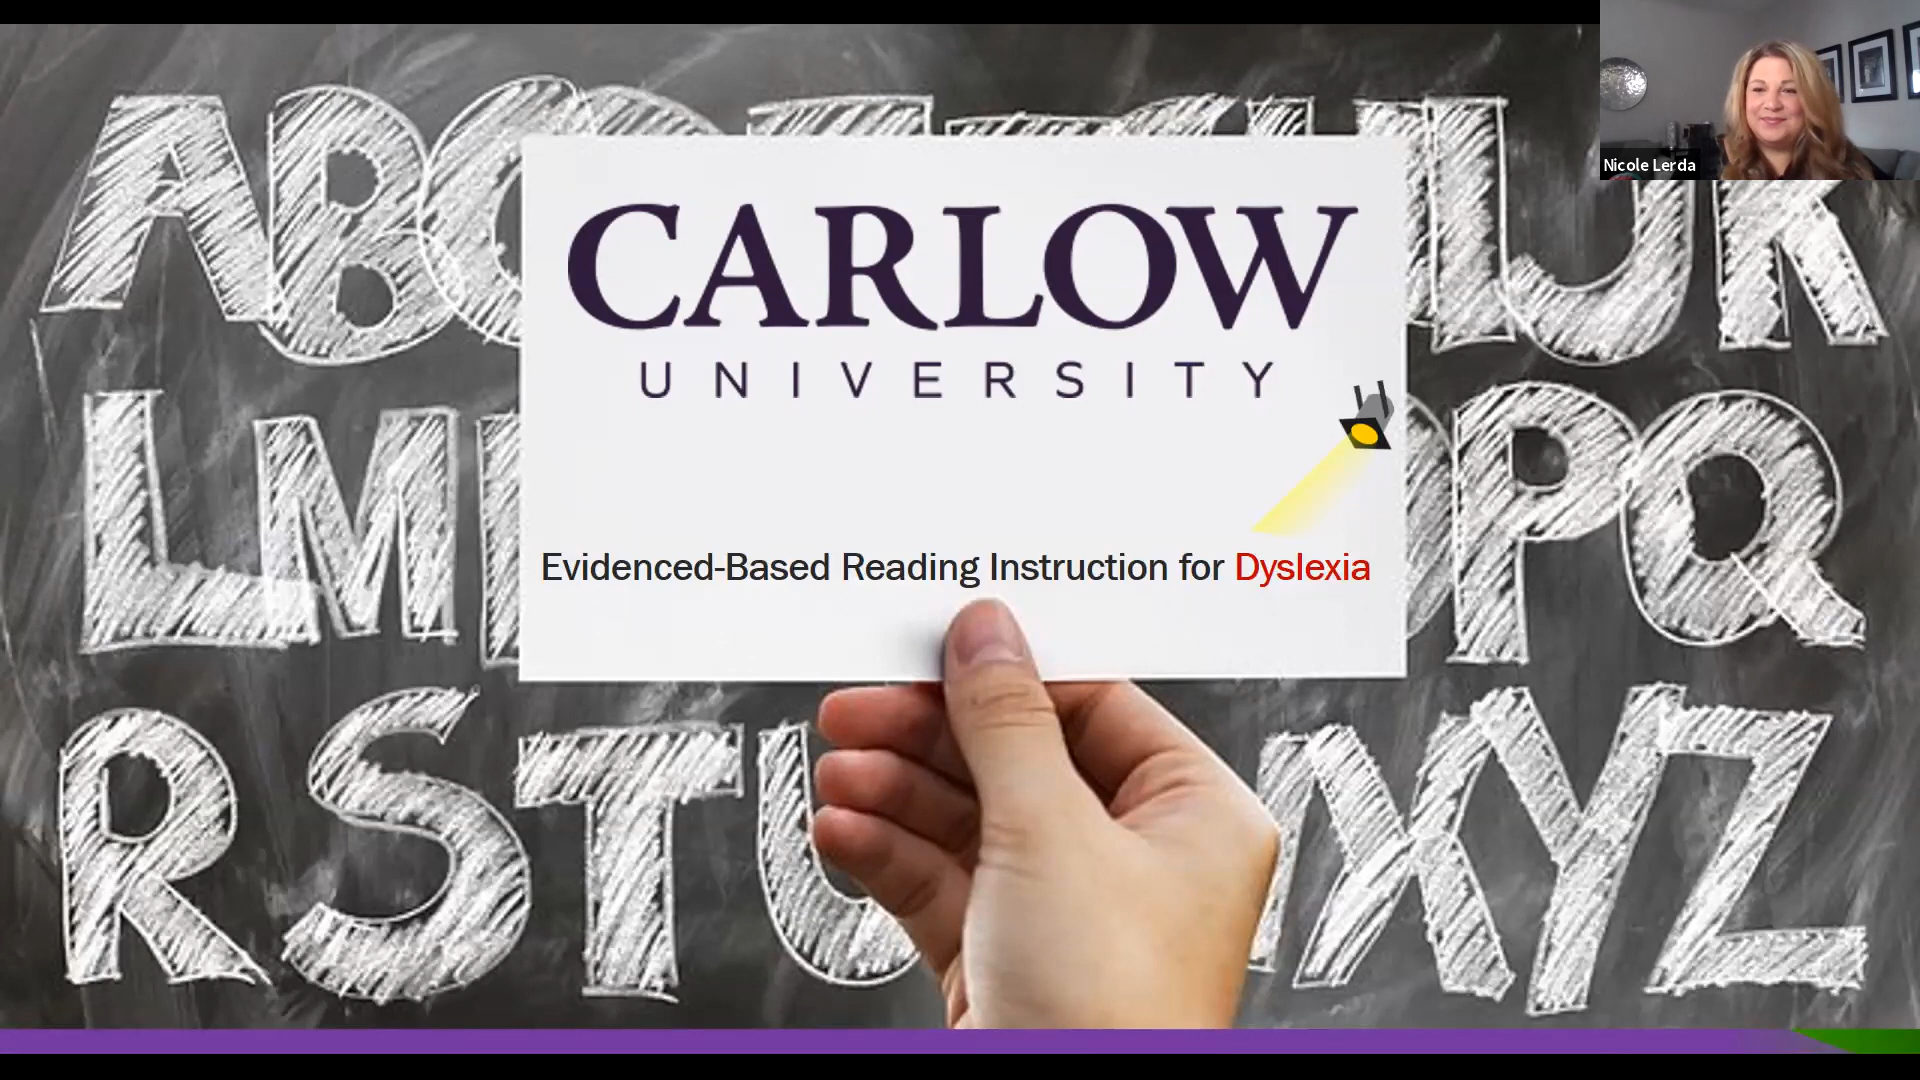 Nicole Lerda
CARLOW
UNIVERSITY
Evidenced-Based Reading Instruction for Dyslexia
A B C D E F G H I J K
L M P Q
R S T U X Y Z